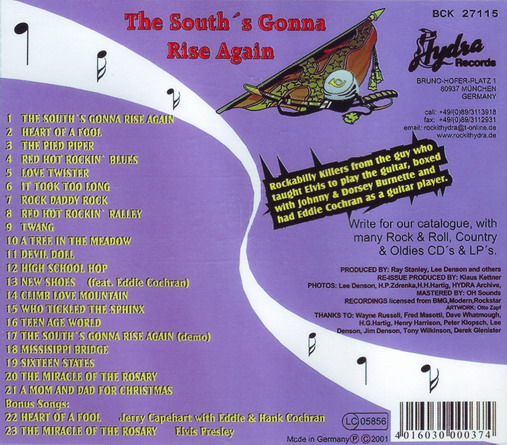 The South´s Gonna
Rise Again
BCK 27115
Hydra
Records
BRUNO-HOFER-PLATZ 1
80937 MÜNCHEN
GERMANY
call: +49/(0)89/3113918
fax: +49/(0)89/3112931
email: rockithydra@t-online.de
www.rockithydra.de
1 THE SOUTH´S GONNA RISE AGAIN
2 HEART OF A FOOL
3 THE PIED PIPER
4 RED HOT ROCKIN´ BLUES
5 LOVE TWISTER
6 IT TOOK TOO LONG
7 ROCK DADDY ROCK
8 RED HOT ROCKIN´ RALLEY
9 TWANG
10 A TREE IN THE MEADOW
11 DEVIL DOLL
12 HIGH SCHOOL HOP
13 NEW SHOES (feat. Eddie Cochran)
14 CLIMB LOVE MOUNTAIN
15 WHO TICKLED THE SPHINX
16 TEEN AGE WORLD
17 THE SOUTH´S GONNA RISE AGAIN (demo)
18 MISSISIPPI BRIDGE
19 SIXTEEN STATES
20 THE MIRACLE OF THE ROSARY
21 A MOM AND DAD FOR CHRISTMAS
Bonus Songs:
22 HEART OF A FOOL Jerry Capehart with Eddie & Hank Cochran
23 THE MIRACLE OF THE ROSARY Elvis Presley
Rockabilly Killers from the guy who
taught Elvis to play the guitar, boxed
with Johnny & Dorsey Burnette and
had Eddie Cochran as a guitar player.
Write for our catalogue, with
many Rock & Roll, Country
& Oldies CD´s & LP´s.
PRODUCED BY: Ray Stanley, Lee Denson and others
RE-ISSUE PRODUCED BY: Klaus Kettner
PHOTOS: Lee Denson, H.P.Zdrenka,H.H.Hartig, HYDRA Archive,
MASTERED BY: OH Sounds
RECORDINGS licensed from BMG,Modern,Rockstar
ARTWORK: Otto Zapf
THANKS TO: Wayne Russell, Fred Masotti, Dave Whatmough,
H.G.Hartig, Henry Harrison, Peter Klopsch, Lee
Denson, Jim Denson, Tony Wilkinson, Derek Glenister
LC 05856
Made in Germany Ⓟ © 2001
4 016030 000374